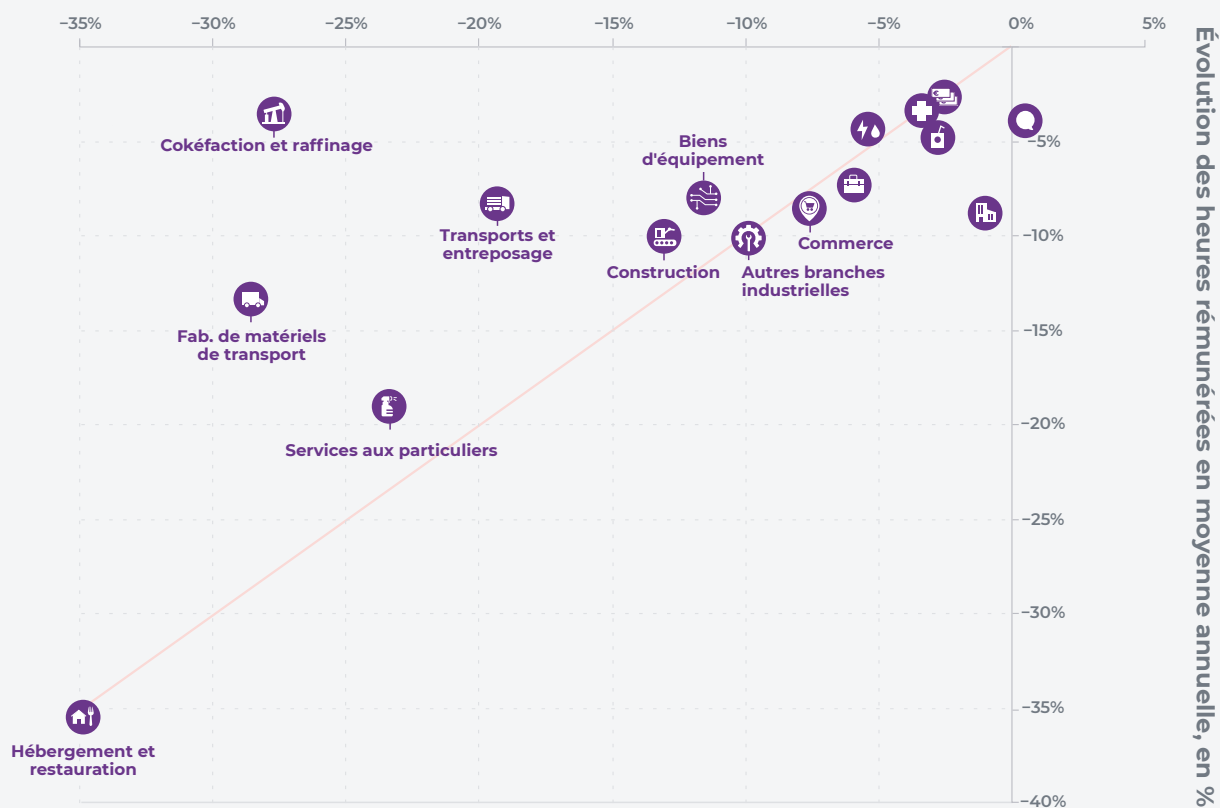 −35%
−30%
−25%
−20%
−15%
−10%
−5%
0%
5%
Évolution des heures rémunérées en moyenne annuelle, en %
Cokéfaction et raffinage
Biens
d'équipement
−5%
Transports et
entreposage
Commerce
−10%
Construction
Autres branches
industrielles
Fab. de matériels
de transport
−15%
−20%
Services aux particuliers
−25%
−30%
−35%
Hébergement et
restauration
−40%